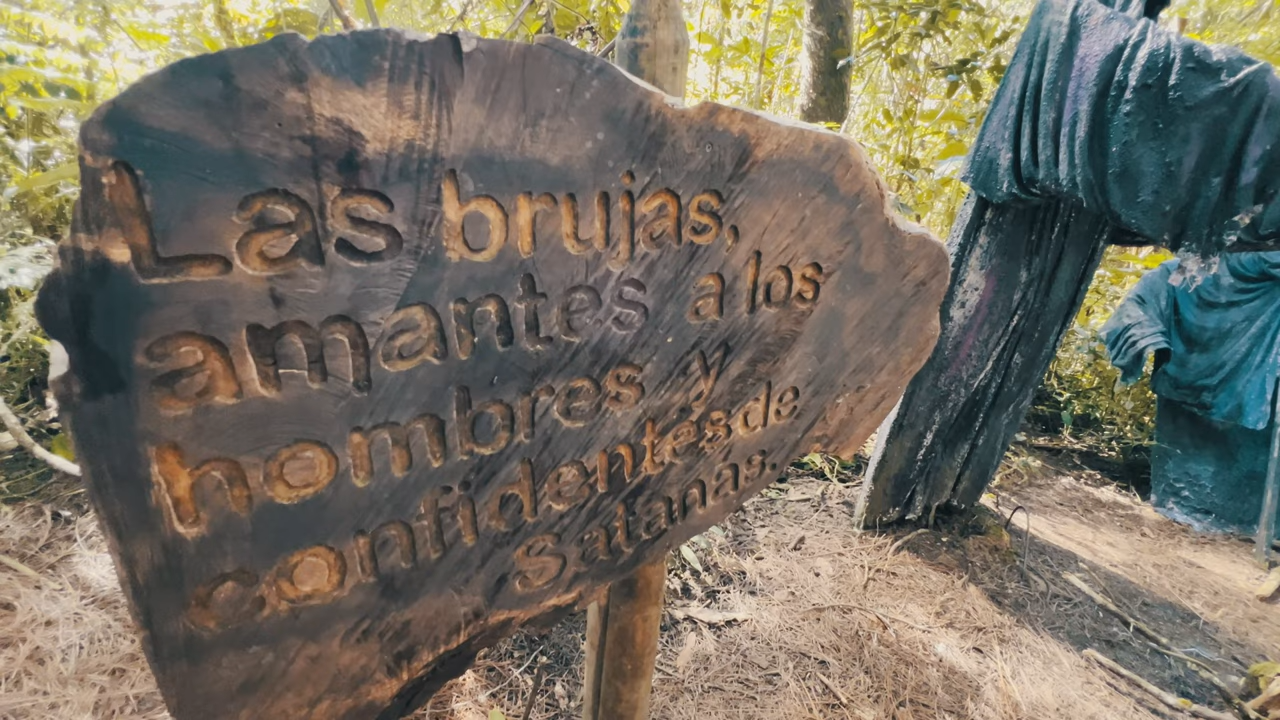 Las brujas,
amantes a los
hombres y
confidentes de
Satanas.